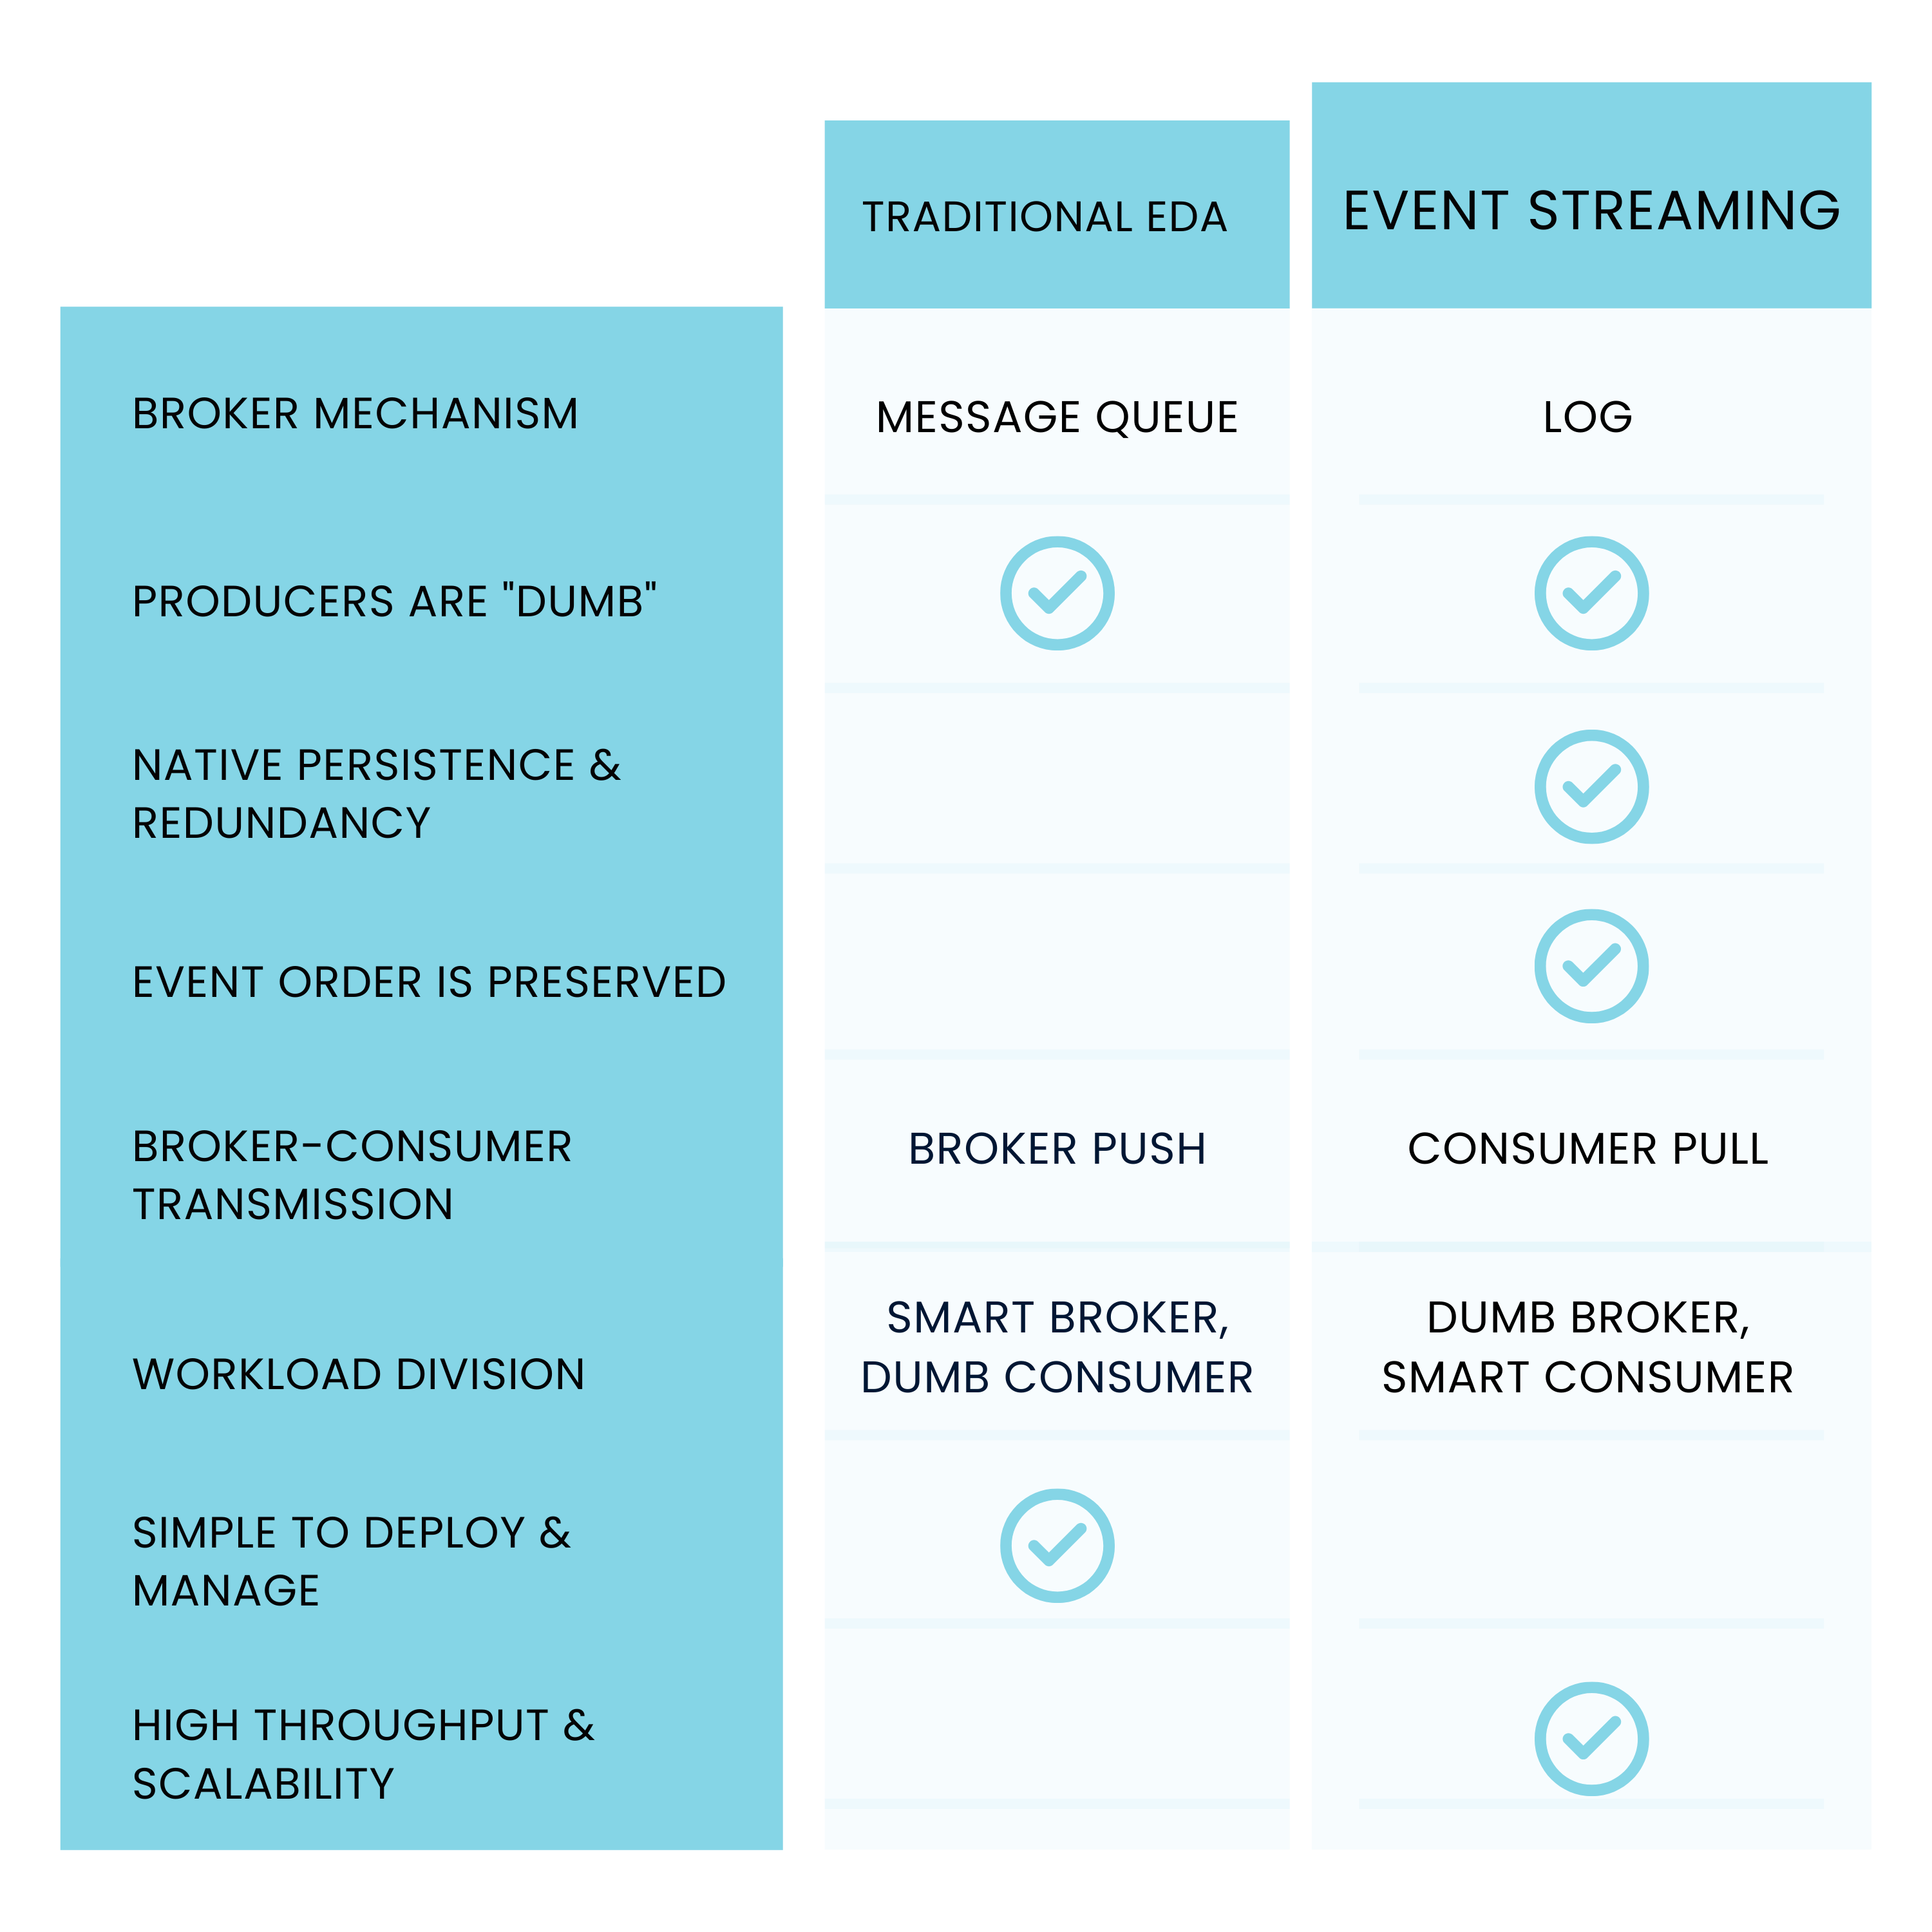 TRADITIONAL EDA
EVENT STREAMING
BROKER MECHANISM
MESSAGE QUEUE
LOG
PRODUCERS ARE "DUMB"
NATIVE PERSISTENCE &
REDUNDANCY
EVENT ORDER IS PRESERVED
BROKER-CONSUMER
TRANSMISSION
BROKER PUSH
CONSUMER PULL
WORKLOAD DIVISION
SMART BROKER,
DUMB CONSUMER
DUMB BROKER,
SMART CONSUMER
SIMPLE TO DEPLOY &
MANAGE
HIGH THROUGHPUT &
SCALABILITY